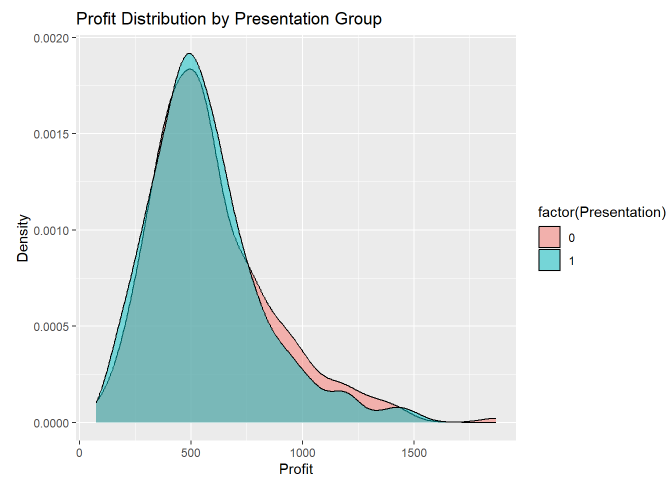 Profit Distribution by Presentation Group
0.0020
0.0015
0.0010
0.0005
0.0000
Density
0
500
1000
1500
Profit
factor(Presentation)
0
1